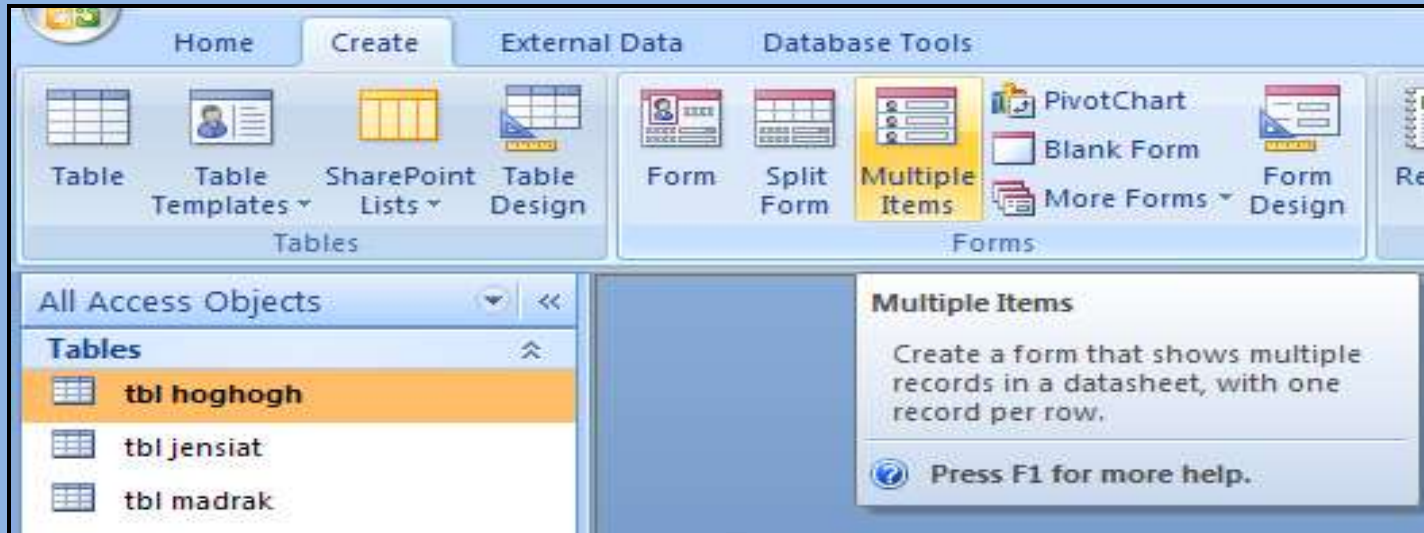 Home Create External Data Database Tools
Table
Table
Templates
SharePoint
Lists
Table
Design
Tables
Form
Split
Form
Multiple
Items
PivotChart
Blank Form
More Forms
Form
Design
Forms
All Access Objects
Tables
tbl hoghogh
tbl jensiat
tbl madrak
Multiple Items
Create a form that shows multiple
records in a datasheet, with one
record per row.
Press F1 for more help.